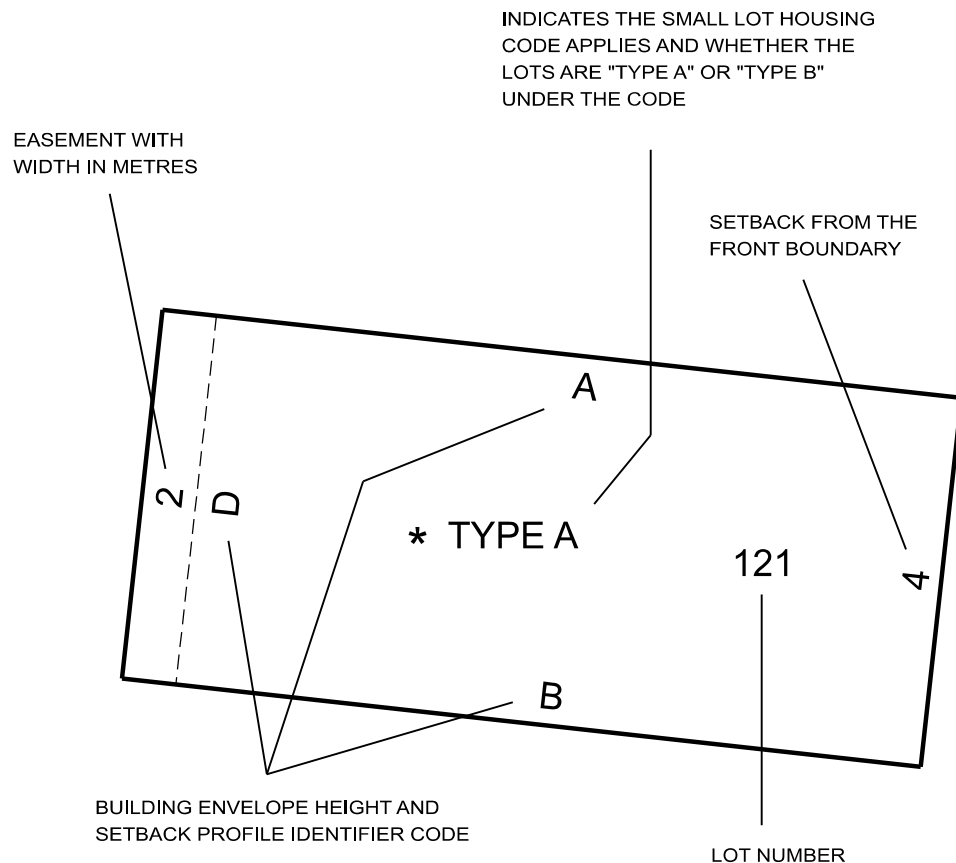 INDICATES THE SMALL LOT HOUSING
CODE APPLIES AND WHETHER THE
LOTS ARE "TYPE A" OR "TYPE B"
UNDER THE CODE
EASEMENT WITH
WIDTH IN METRES
SETBACK FROM THE
FRONT BOUNDARY
A
2
D
* TYPE A
121
4
B
BUILDING ENVELOPE HEIGHT AND
SETBACK PROFILE IDENTIFIER CODE
LOT NUMBER